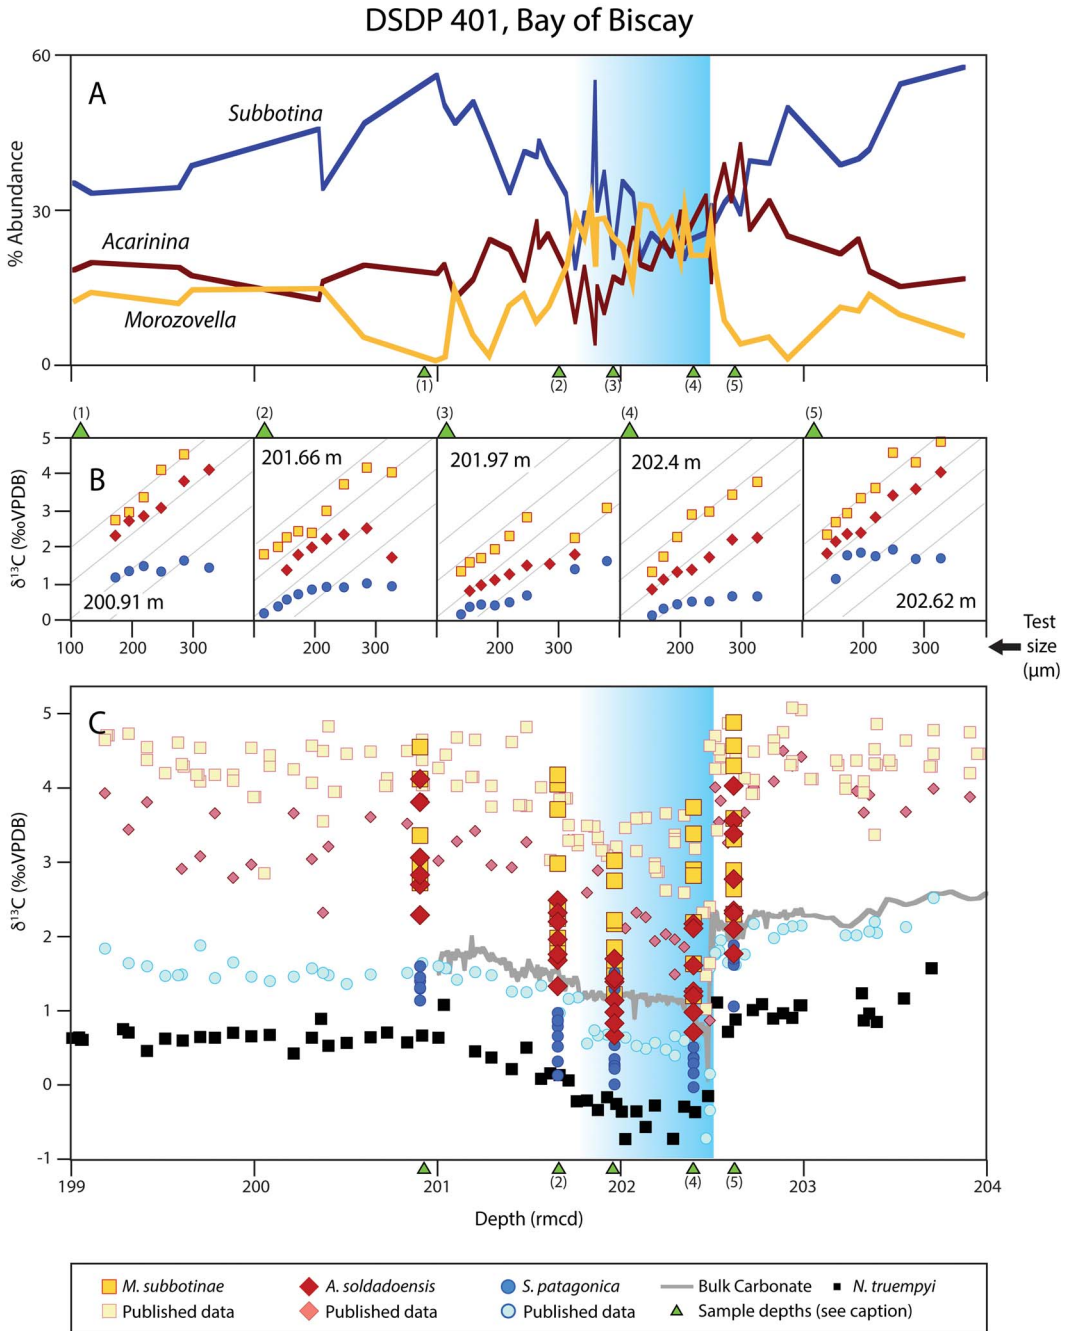 DSDP 401, Bay of Biscay
60
A
Subbotina
% Abundance
30
Acarinina
Morozovella
0
(1) (2) (3) (4) (5)
(1) (2) (3) (4) (5)
5
B
201.66 m
201.97 m
202.4 m
4
3
δ¹³C (‰VPDB)
2
1
200.91 m
202.62 m
0
100 200 300 200 300 200 300 200 300 200 300
Test
size
(µm)
C
5
4
3
δ¹³C (‰VPDB)
2
1
0
-1
(2) (4) (5)
199 200 201 202 203 204
Depth (rmcd)
M. subbotinae A. soldadoensis S. patagonica Bulk Carbonate N. truempyi
Published data Published data Published data Sample depths (see caption)